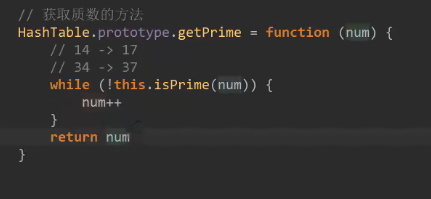 // 获取质数的方法
HashTable.prototype.getPrime = function (num) {
    // 14 -> 17
    // 34 -> 37
    while (!this.isPrime(num)) {
        num++
    }
    return num
}